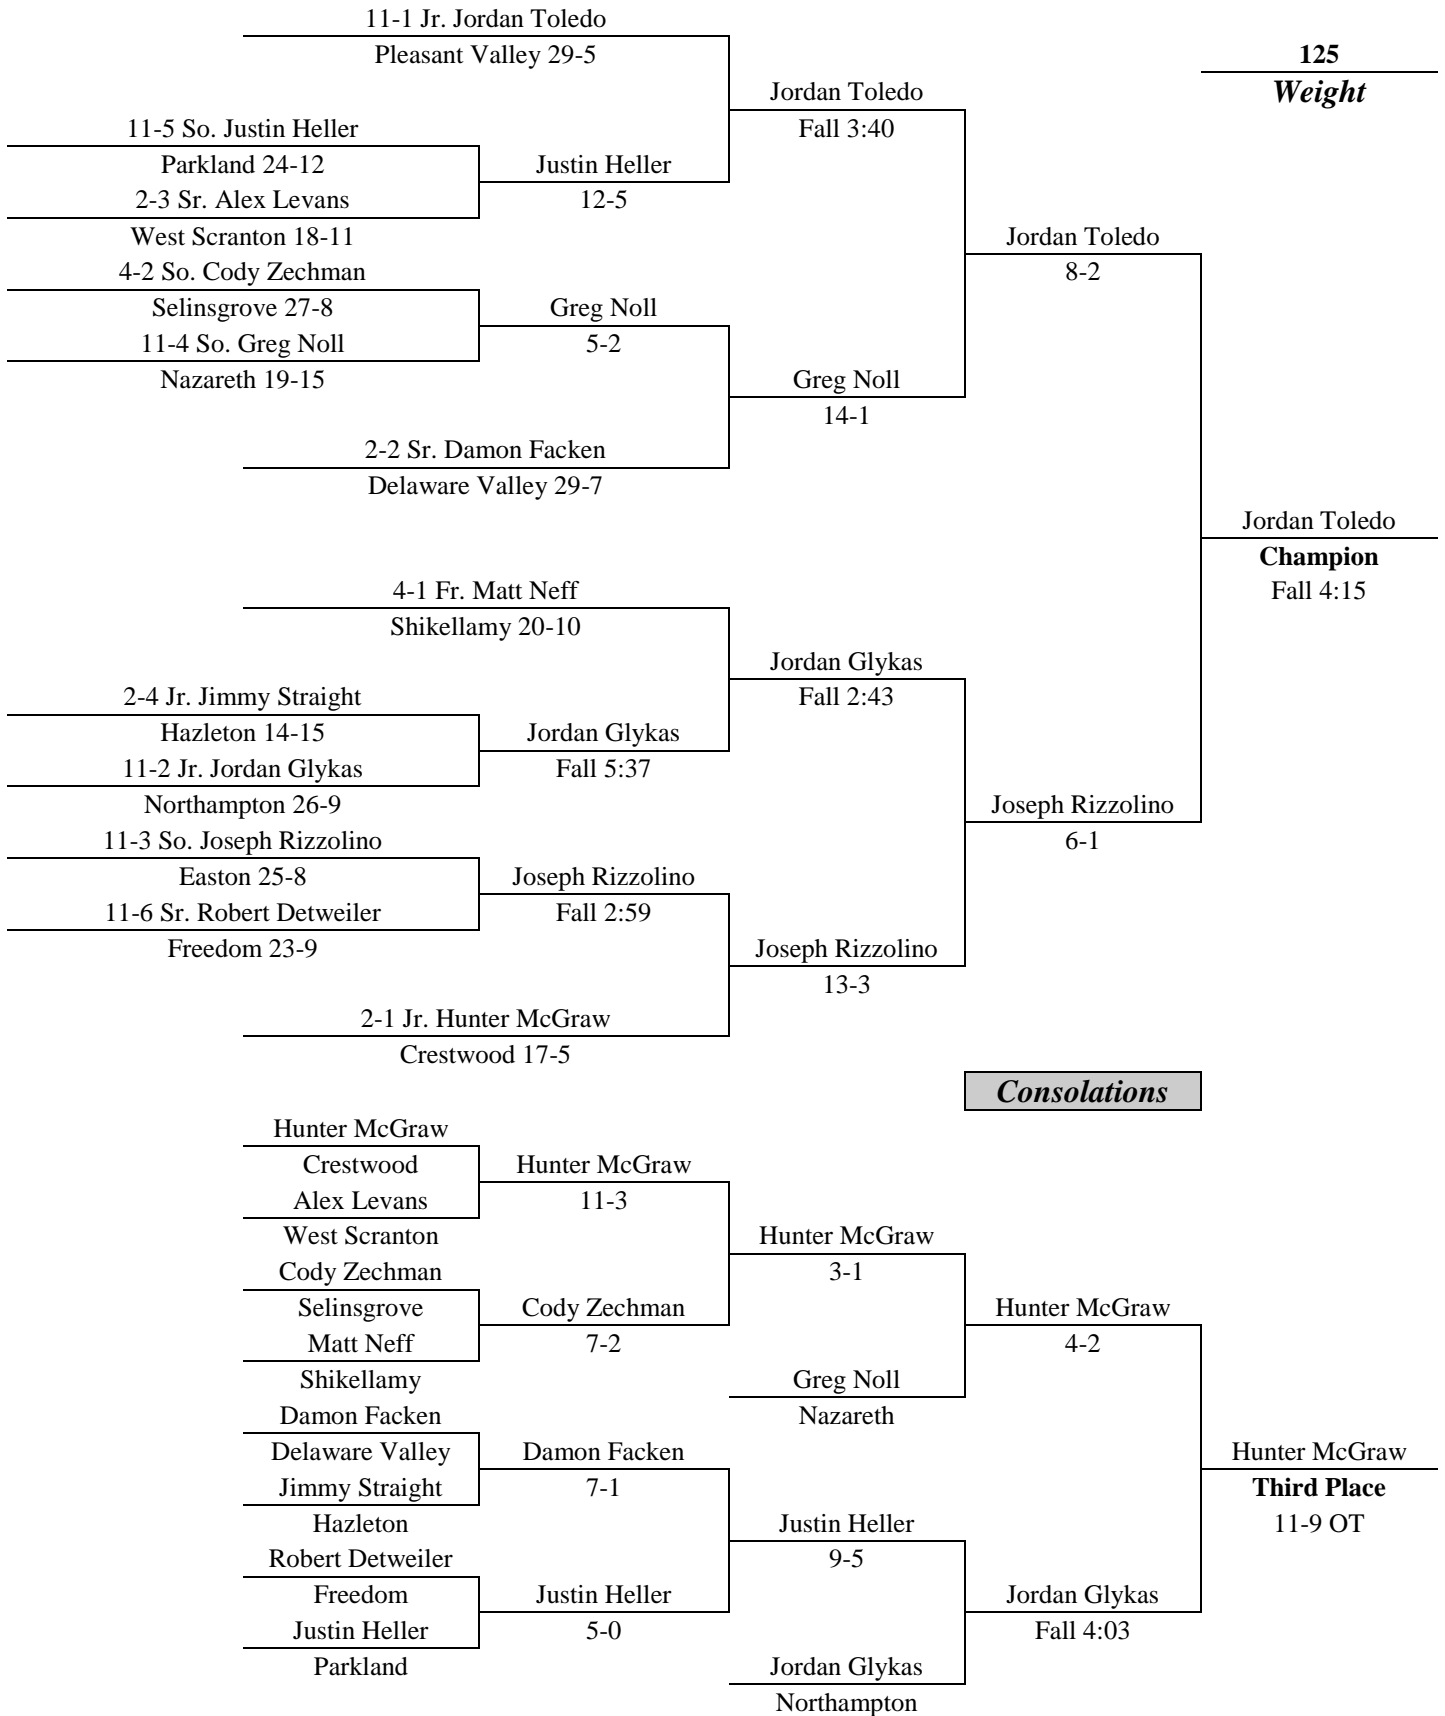 11-1 Jr. Jordan Toledo
Pleasant Valley 29-5
125
Weight
Jordan Toledo
Fall 3:40
11-5 So. Justin Heller
Parkland 24-12
Justin Heller
2-3 Sr. Alex Levans
12-5
West Scranton 18-11
Jordan Toledo
4-2 So. Cody Zechman
8-2
Selinsgrove 27-8
Greg Noll
11-4 So. Greg Noll
5-2
Nazareth 19-15
Greg Noll
14-1
2-2 Sr. Damon Facken
Delaware Valley 29-7
Jordan Toledo
Champion
4-1 Fr. Matt Neff
Fall 4:15
Shikellamy 20-10
Jordan Glykas
2-4 Jr. Jimmy Straight
Fall 2:43
Hazleton 14-15
Jordan Glykas
11-2 Jr. Jordan Glykas
Fall 5:37
Northampton 26-9
Joseph Rizzolino
11-3 So. Joseph Rizzolino
6-1
Easton 25-8
Joseph Rizzolino
11-6 Sr. Robert Detweiler
Fall 2:59
Freedom 23-9
Joseph Rizzolino
13-3
2-1 Jr. Hunter McGraw
Crestwood 17-5
Consolations
Hunter McGraw
Crestwood
Hunter McGraw
Alex Levans
11-3
West Scranton
Hunter McGraw
Cody Zechman
3-1
Selinsgrove
Cody Zechman
Hunter McGraw
Matt Neff
7-2
4-2
Shikellamy
Greg Noll
Damon Facken
Nazareth
Delaware Valley
Damon Facken
Hunter McGraw
Jimmy Straight
7-1
Third Place
Hazleton
Justin Heller
11-9 OT
Robert Detweiler
9-5
Freedom
Justin Heller
Jordan Glykas
Justin Heller
5-0
Fall 4:03
Parkland
Jordan Glykas
Northampton